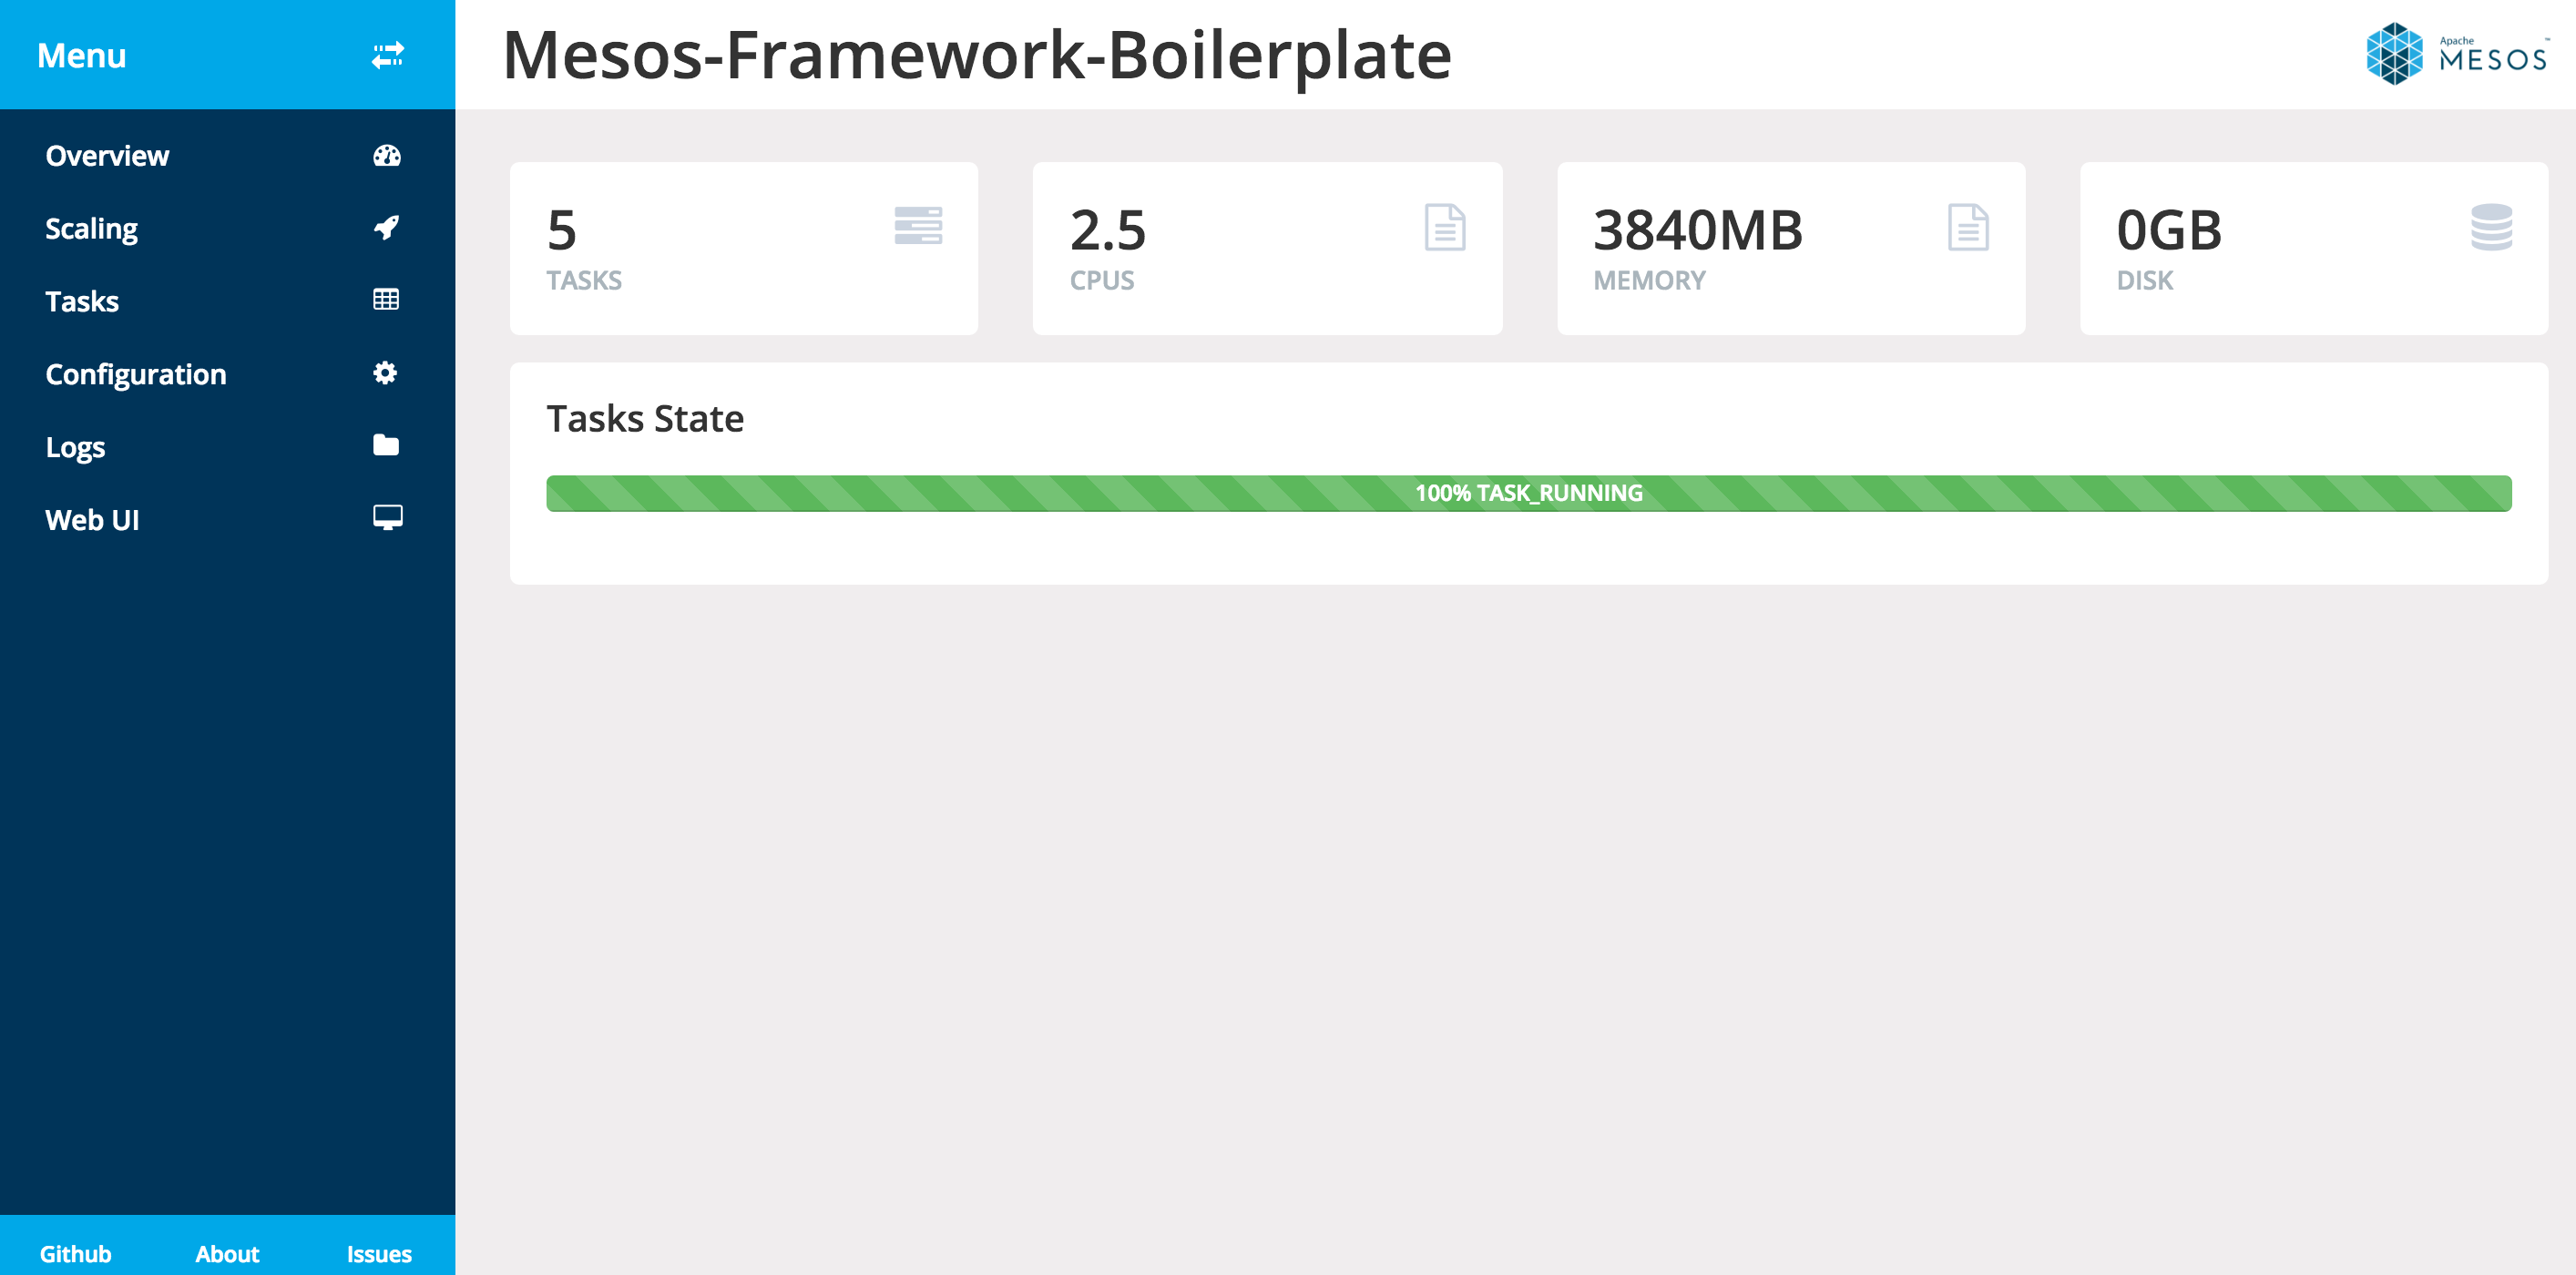 Menu
Mesos-Framework-Boilerplate
Apache
MESOS™
Overview
Scaling
Tasks
Configuration
Logs
Web UI
5
TASKS
2.5
CPUS
3840MB
MEMORY
0GB
DISK
Tasks State
100% TASK_RUNNING
Github About Issues